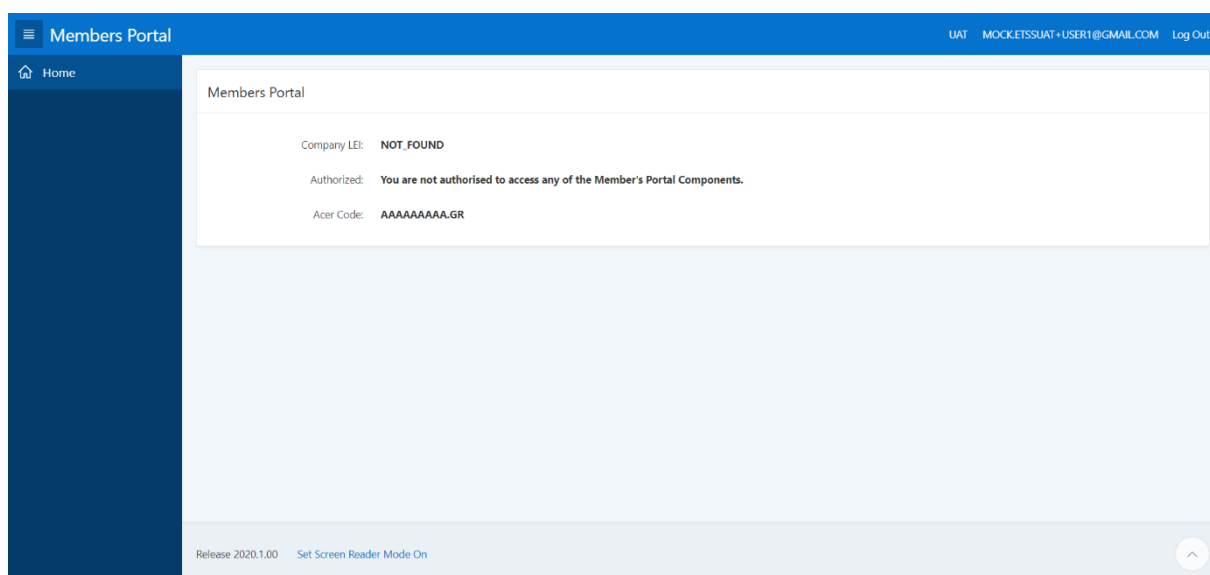 Members Portal UAT MOCK.ETSSUAT+USER1@GMAIL.COM Log Out
Home
Members Portal
Company LEI: NOT_FOUND
Authorized: You are not authorised to access any of the Member's Portal Components.
Acer Code: AAAAAAAAA.GR
Release 2020.1.00 Set Screen Reader Mode On